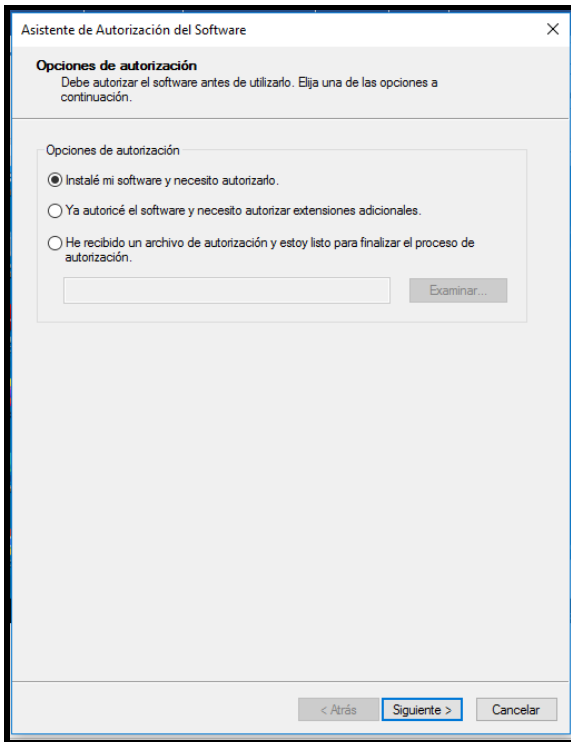 Asistente de Autorización del Software
Opciones de autorización
Debe autorizar el software antes de utilizarlo. Elija una de las opciones a
continuación.
Opciones de autorización
Instalé mi software y necesito autorizarlo.
Ya autoricé el software y necesito autorizar extensiones adicionales.
He recibido un archivo de autorización y estoy listo para finalizar el proceso de
autorización.
Examinar...
< Atrás
Siguiente >
Cancelar